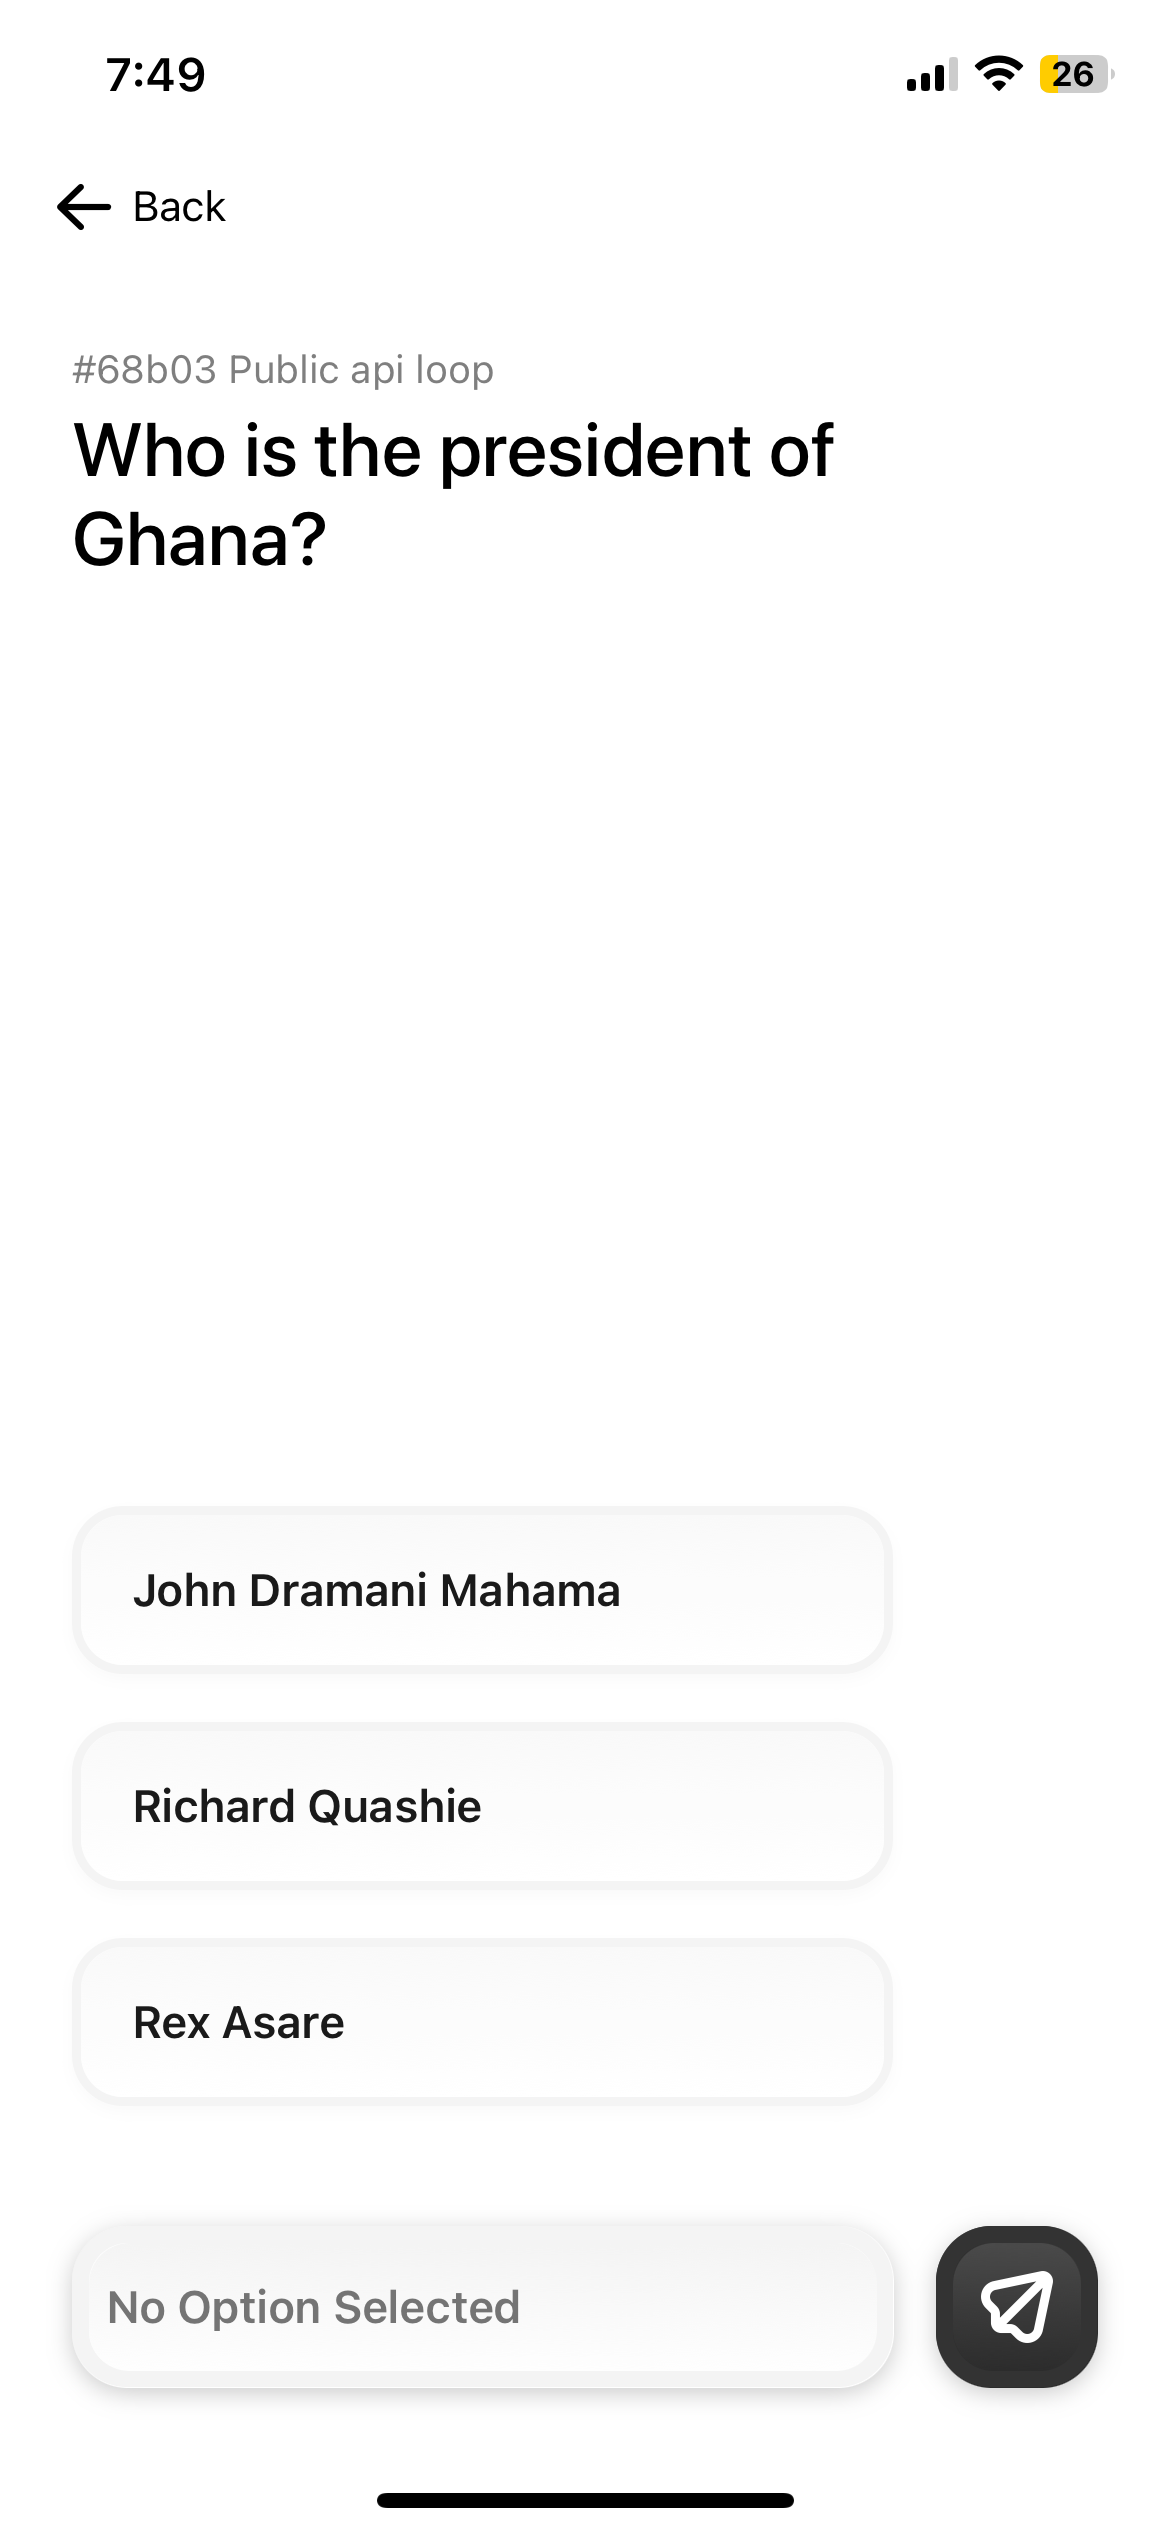 7:49
26
Back
#68b03 Public api loop
Who is the president of
Ghana?
John Dramani Mahama
Richard Quashie
Rex Asare
No Option Selected